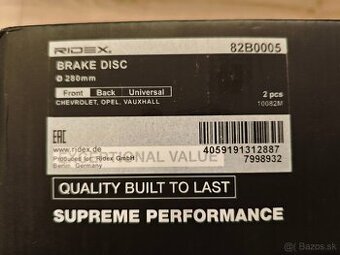 RIDEX 82B0005
BRAKE DISC
Ø 280mm
Front Back Universal 2 pcs
CHEVROLET, OPEL, VAUXHALL 10082M
EAC 4059191312887
www.ridex.de 7998932
Produced for: Ridex GmbH
Berlin, Germany
OPTIONAL VALUE
QUALITY BUILT TO LAST
SUPREME PERFORMANCE
Bazos.sk